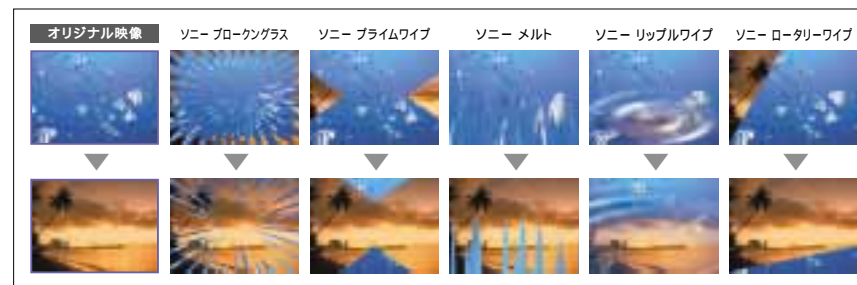 オリジナル映像
ソニー ブロークングラス
ソニー プライムワイプ
ソニー メルト
ソニー リップルワイプ
ソニー ロータリーワイプ